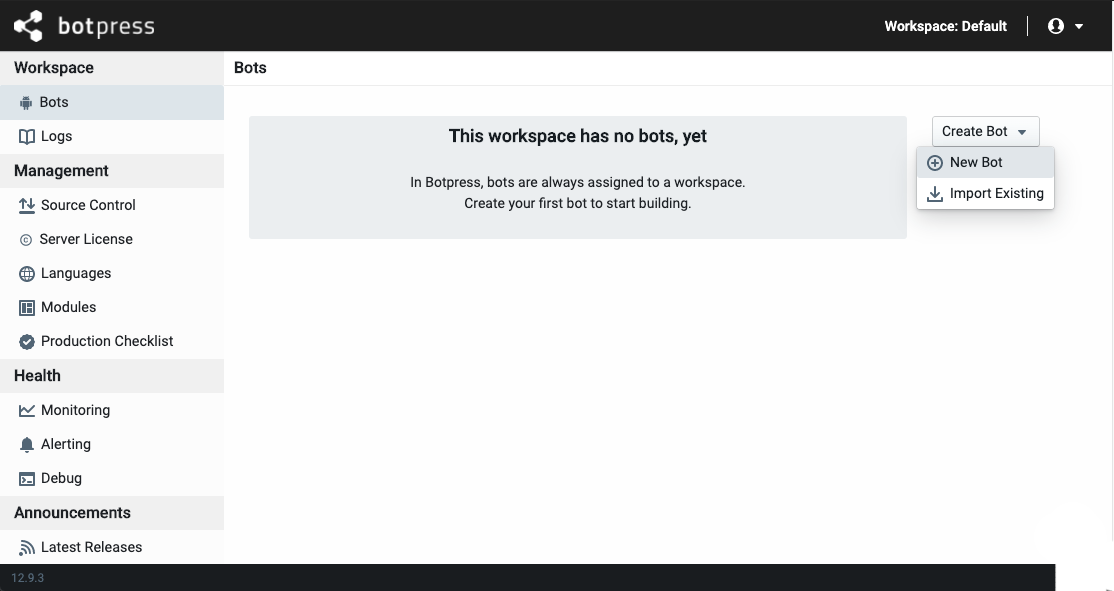 botpress
Workspace: Default
Workspace
Bots
Logs
Management
Source Control
Server License
Languages
Modules
Production Checklist
Health
Monitoring
Alerting
Debug
Announcements
Latest Releases
12.9.3
Bots
This workspace has no bots, yet
In Botpress, bots are always assigned to a workspace.
Create your first bot to start building.
Create Bot
New Bot
Import Existing